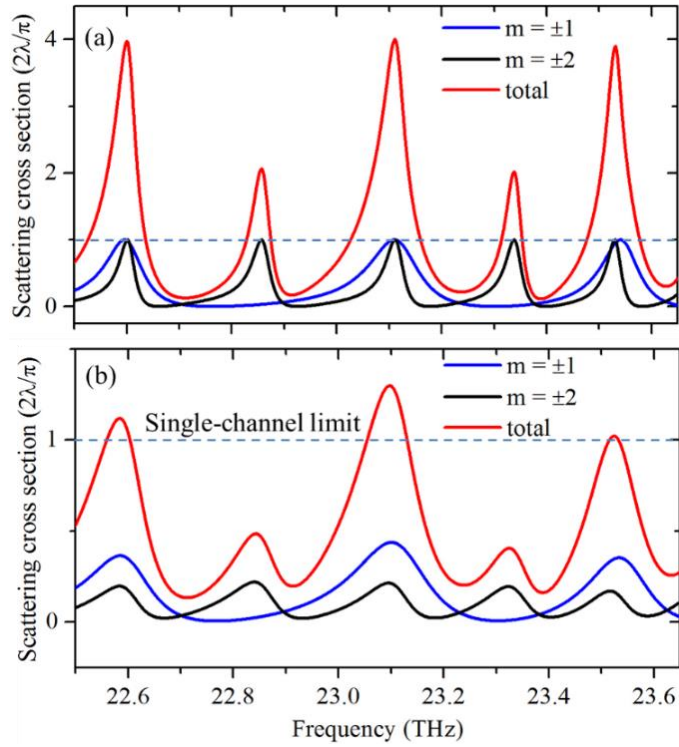 (a)
m = ±1
m = ±2
total
Scattering cross section (2λ/π)
4
2
0
(b)
m = ±1
m = ±2
total
Single-channel limit
Scattering cross section (2λ/π)
1
0
22.6 22.8 23.0 23.2 23.4 23.6
Frequency (THz)